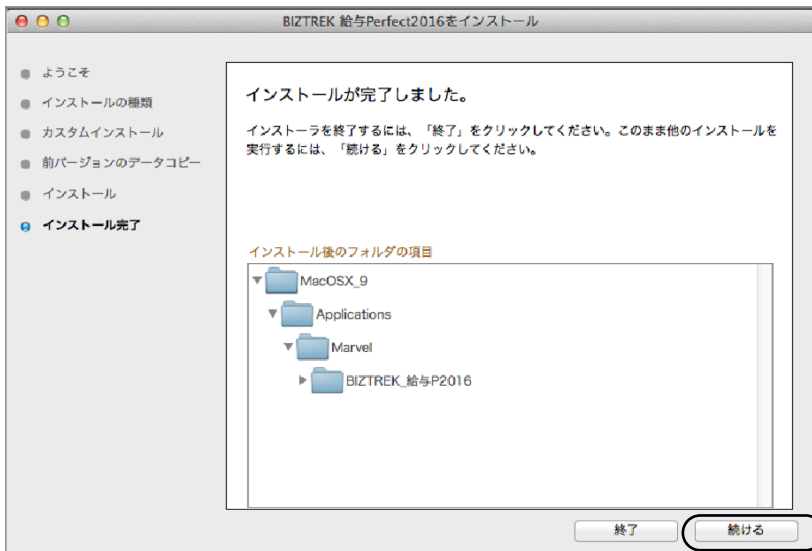 BIZTREK 給与Perfect2016をインストール
ようこそ
インストールの種類
カスタムインストール
前バージョンのデータコピー
インストール
インストール完了
インストールが完了しました。
インストーラを終了するには、「終了」をクリックしてください。このまま他のインストールを
実行するには、「続ける」をクリックしてください。
インストール後のフォルダの項目
MacOSX_9
Applications
Marvel
BIZTREK_給与P2016
終了
続ける